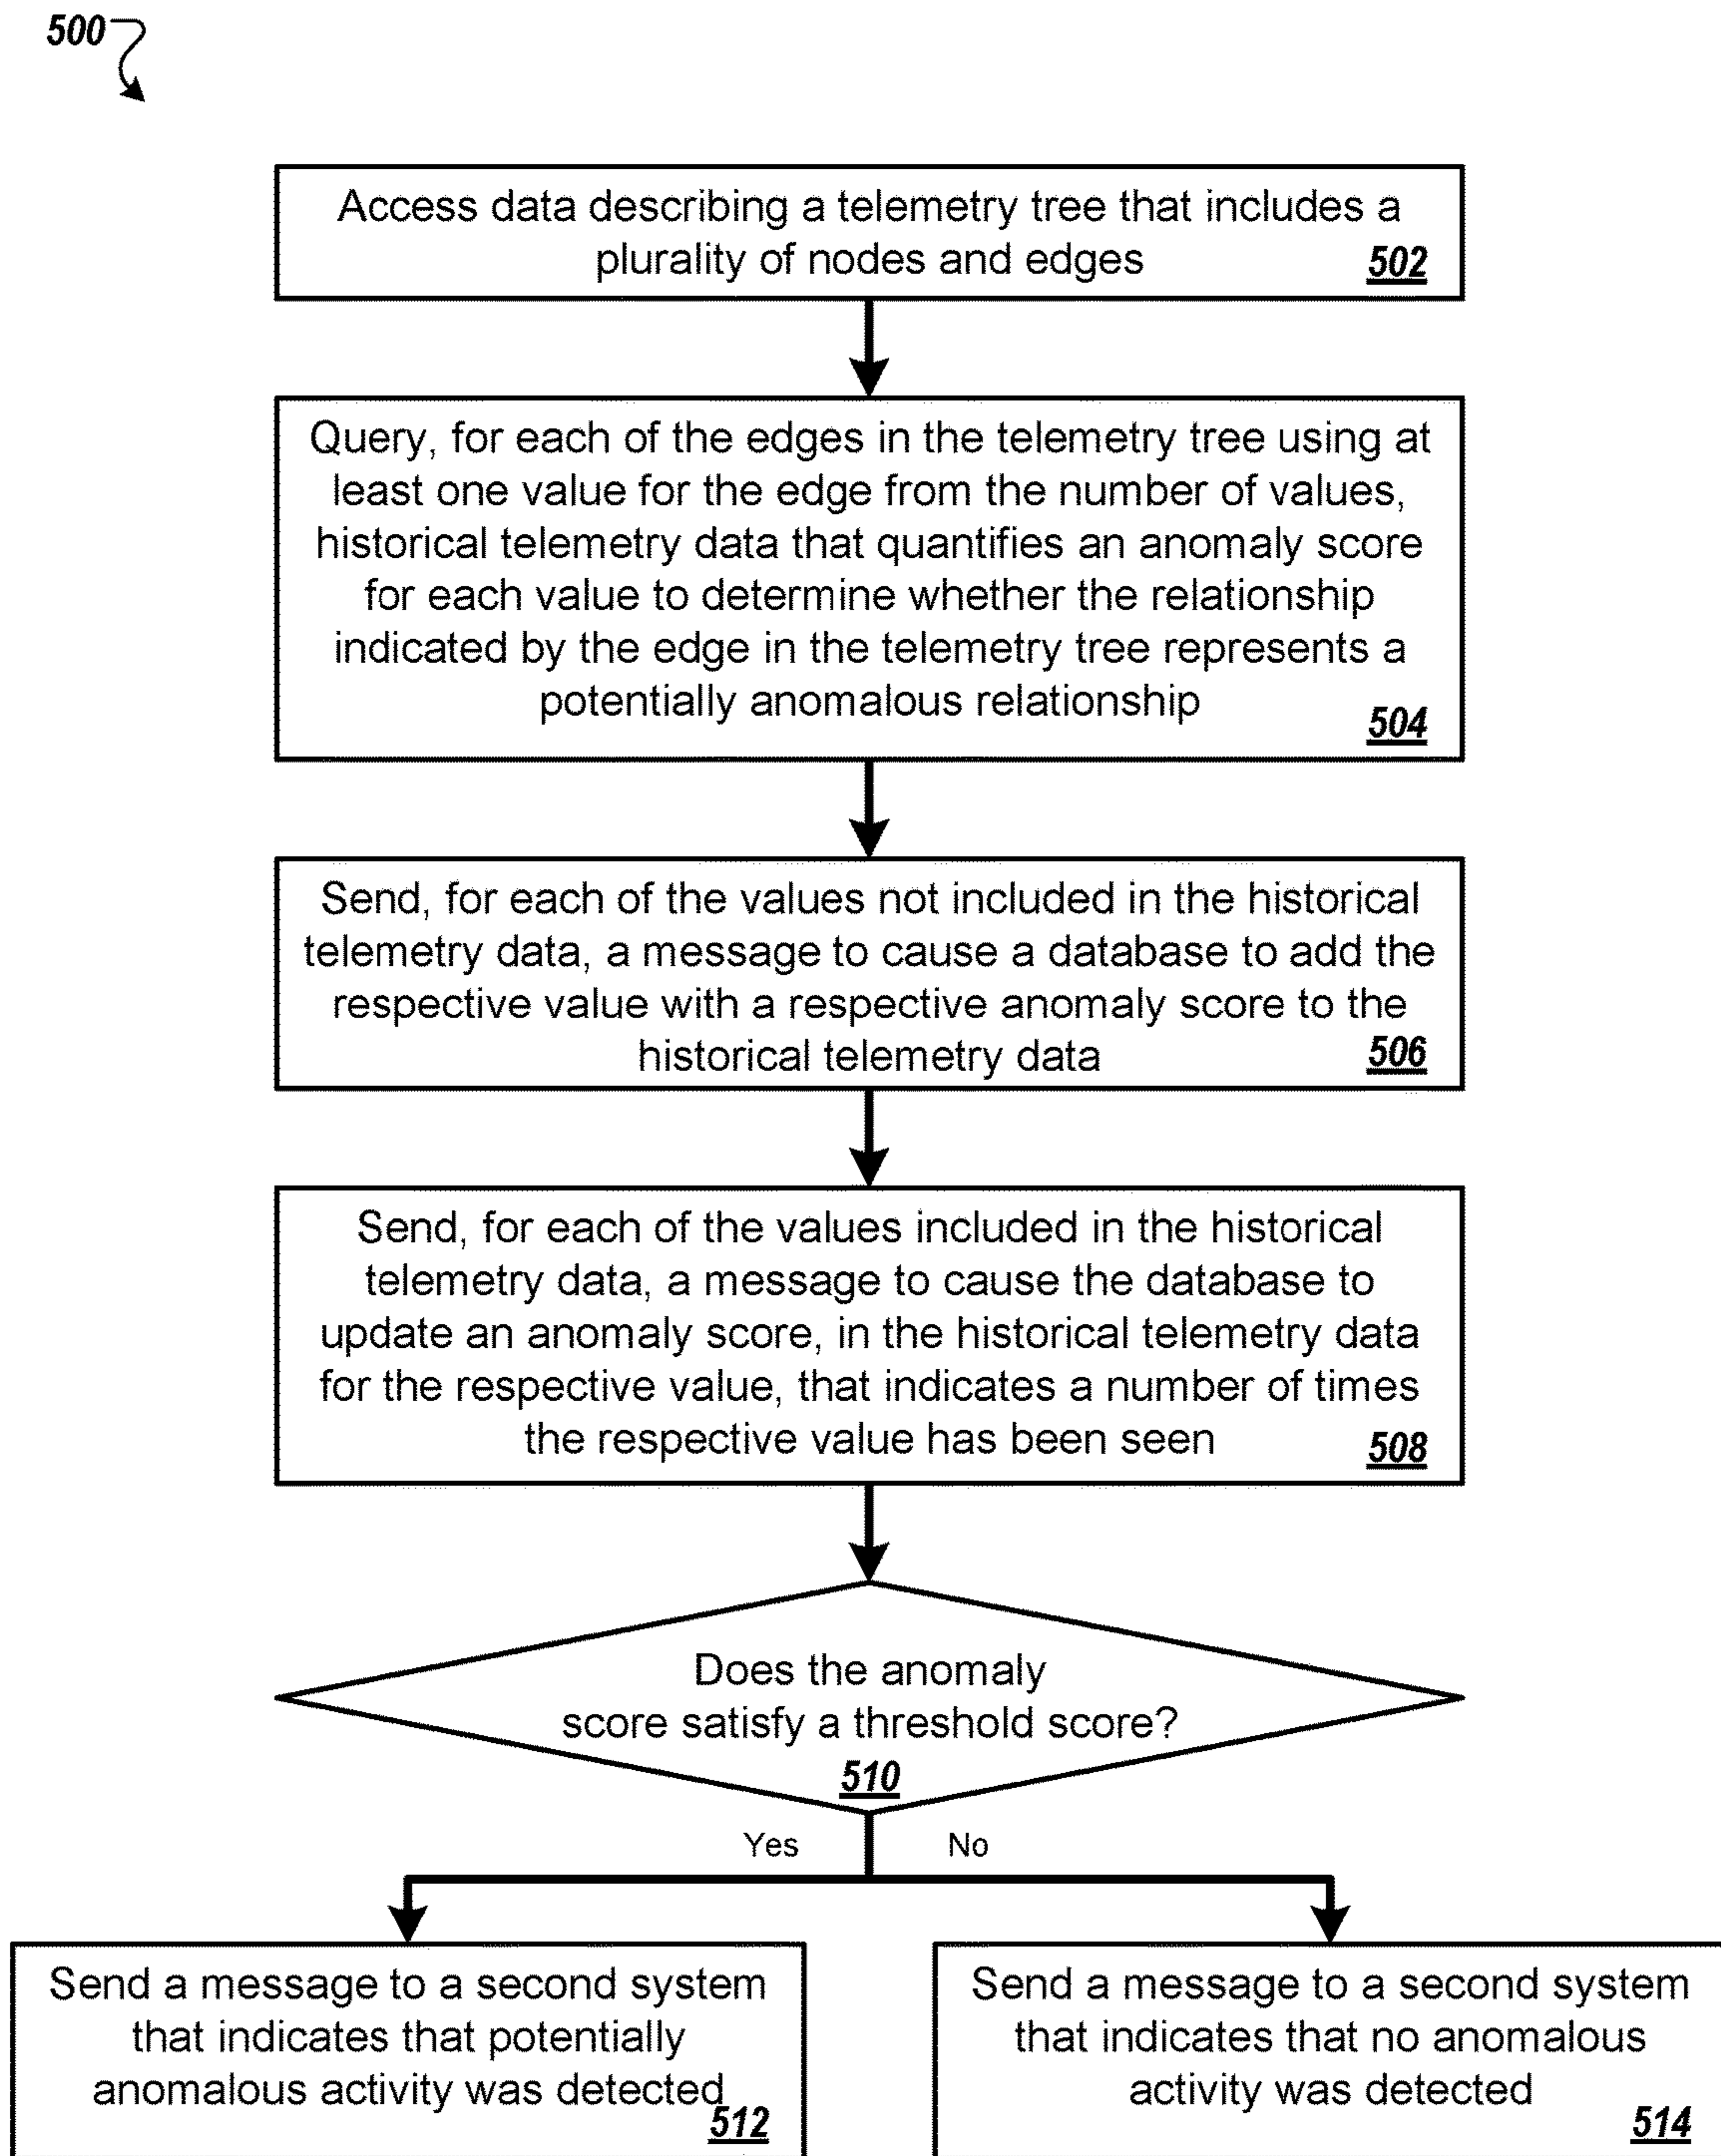 500
Access data describing a telemetry tree that includes a
plurality of nodes and edges
502
Query, for each of the edges in the telemetry tree using at
least one value for the edge from the number of values,
historical telemetry data that quantifies an anomaly score
for each value to determine whether the relationship
indicated by the edge in the telemetry tree represents a
potentially anomalous relationship
504
Send, for each of the values not included in the historical
telemetry data, a message to cause a database to add the
respective value with a respective anomaly score to the
historical telemetry data
506
Send, for each of the values included in the historical
telemetry data, a message to cause the database to
update an anomaly score, in the historical telemetry data
for the respective value, that indicates a number of times
the respective value has been seen
508
Does the anomaly
score satisfy a threshold score?
510
Yes
No
Send a message to a second system
that indicates that potentially
anomalous activity was detected
512
Send a message to a second system
that indicates that no anomalous
activity was detected
514